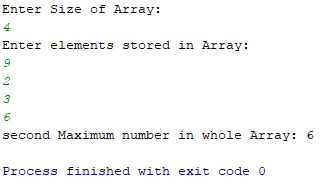 Enter Size of Array:
4
Enter elements stored in Array:
9
2
3
6
second Maximum number in whole Array: 6
Process finished with exit code 0